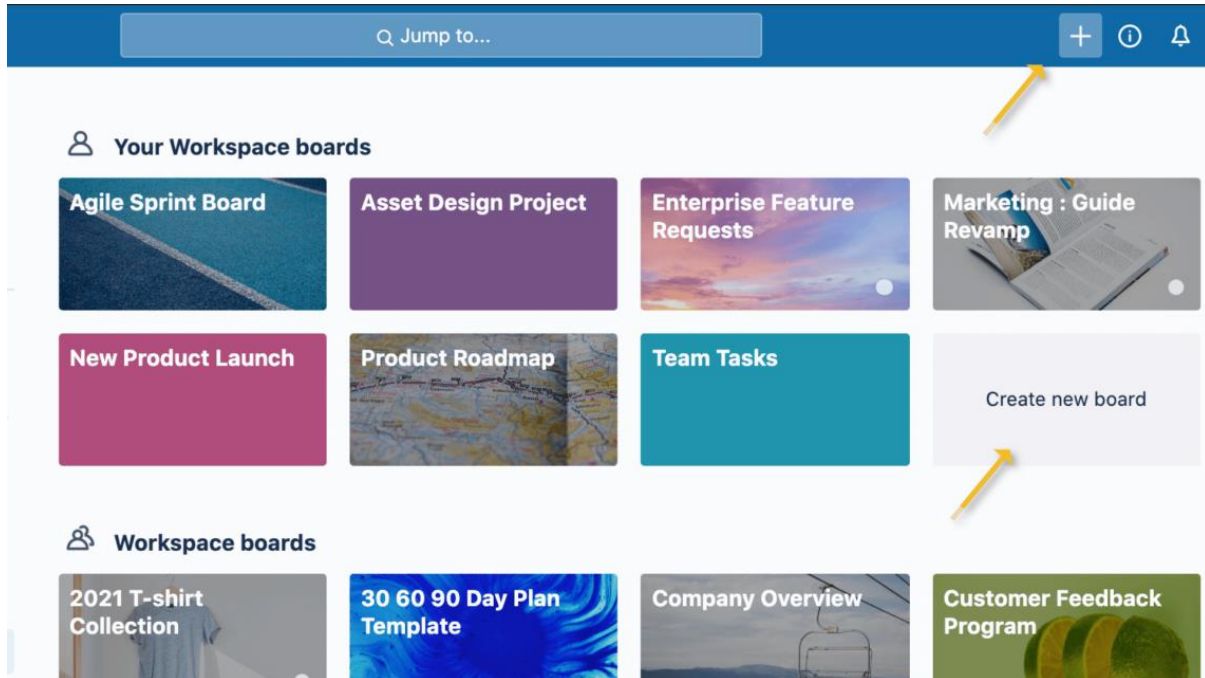 Jump to...
Your Workspace boards
Agile Sprint Board
Asset Design Project
Enterprise Feature
Requests
Marketing : Guide
Revamp
New Product Launch
Product Roadmap
Team Tasks
Create new board
Workspace boards
2021 T-shirt
Collection
30 60 90 Day Plan
Template
Company Overview
Customer Feedback
Program